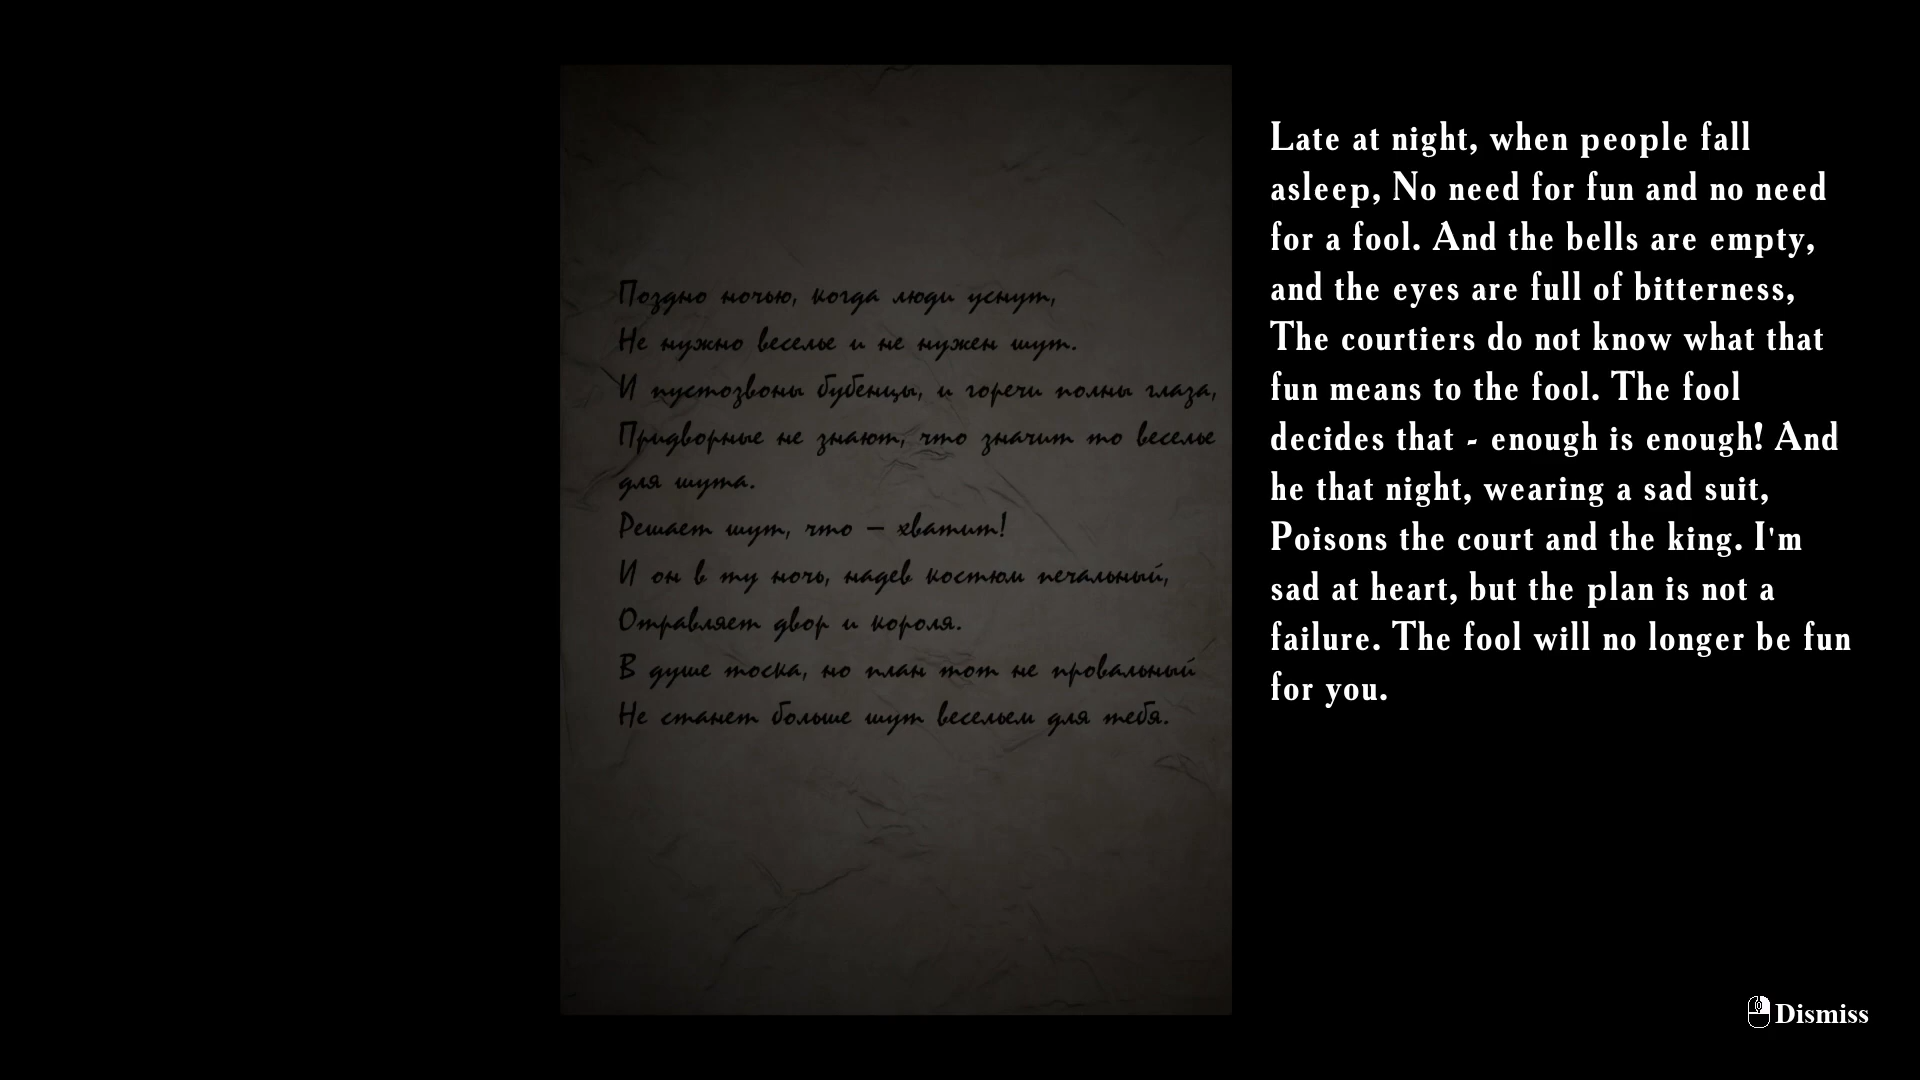 Поздно ночью, когда люди уснут,
Не нужно веселье и не нужен шут.
И пустозвоны бубенцы, и горечи полны глаза,
Придворные не знают, что значит то веселье
для шута.
Решает шут, что – хватит!
И он в ту ночь, надев костюм печальный,
Отравляет двор и короля.
В душе тоска, но план тот не провальный
Не станет больше шут весельем для тебя.
Late at night, when people fall
asleep, No need for fun and no need
for a fool. And the bells are empty,
and the eyes are full of bitterness,
The courtiers do not know what that
fun means to the fool. The fool
decides that - enough is enough! And
he that night, wearing a sad suit,
Poisons the court and the king. I'm
sad at heart, but the plan is not a
failure. The fool will no longer be fun
for you.
Dismiss